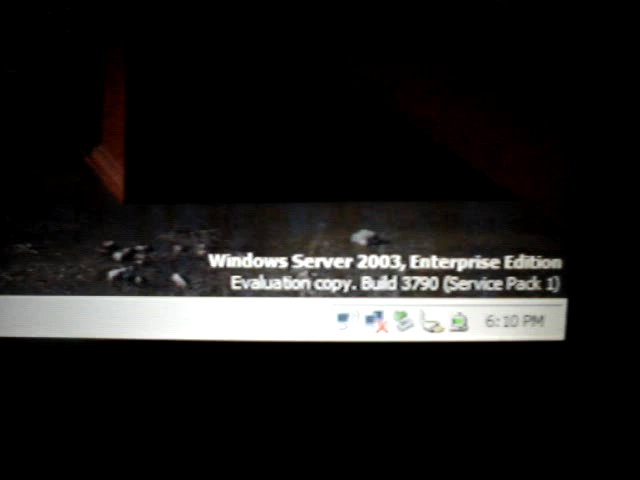 Windows Server 2003, Enterprise Edition
Evaluation copy. Build 3790 (Service Pack 1)
6:10 PM